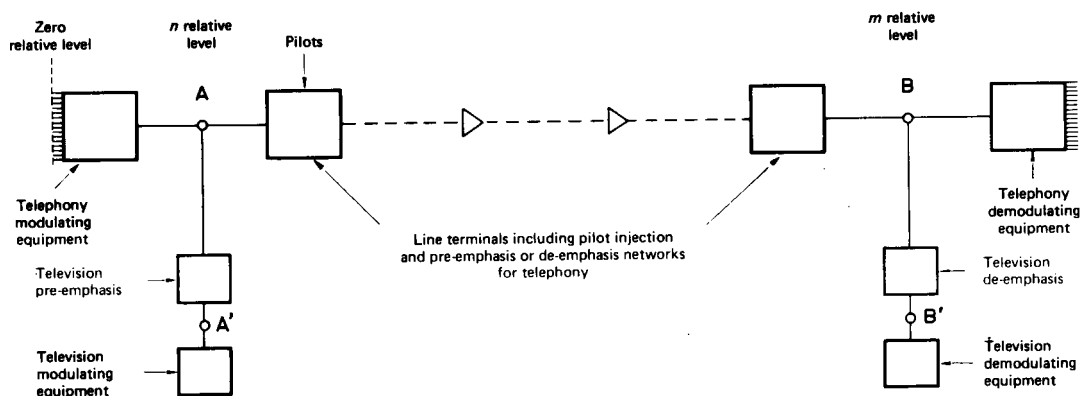 Zero
relative level
n relative
level
Pilots
m relative
level
A
B
Telephony
modulating
equipment
Line terminals including pilot injection
and pre-emphasis or de-emphasis networks
for telephony
Telephony
demodulating
equipment
Television
pre-emphasis
Television
de-emphasis
A'
B'
Television
modulating
equipment
Television
demodulating
equipment